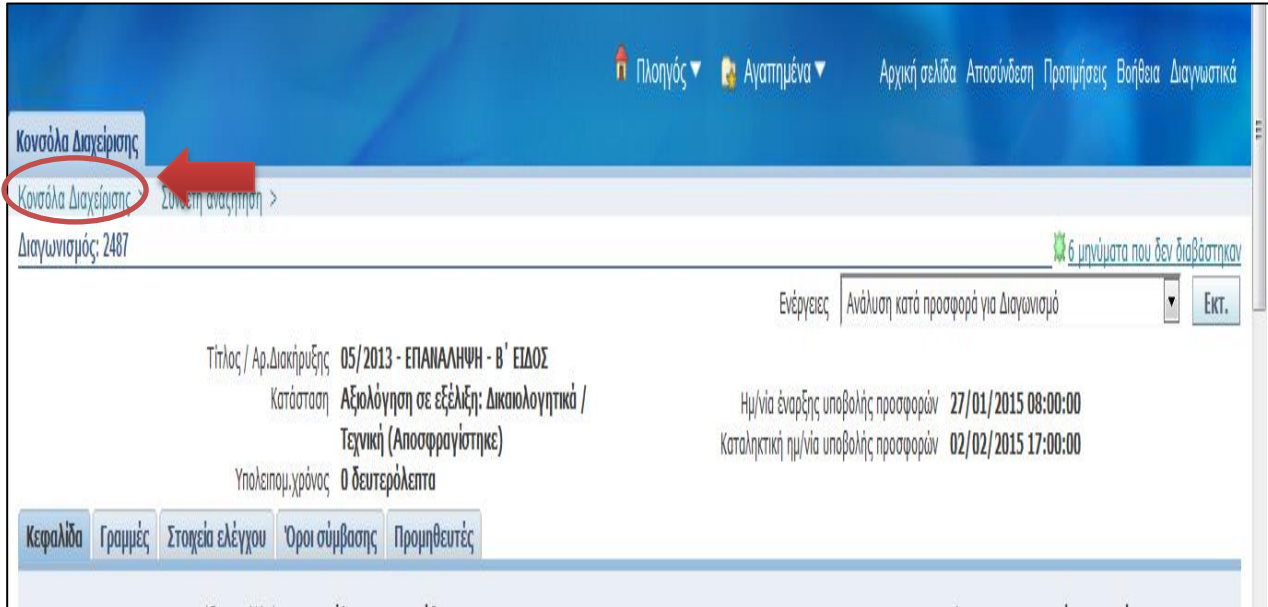 Πλοηγός Αγαπημένα Αρχική σελίδα Αποσύνδεση Προτιμήσεις Βοήθεια Διαγνωστικά
Κονσόλα Διαχείρισης
Κονσόλα Διαχείρισης > Σύνθετη αναζήτηση >
Διαγωνισμός: 2487
6 μηνύματα που δεν διαβάστηκαν
Ενέργειες Ανάλυση κατά προσφορά για Διαγωνισμό Εκτ.
Τίτλος / Αρ.Διακήρυξης 05/2013 - ΕΠΑΝΑΛΗΨΗ - Β' ΕΙΔΟΣ
Κατάσταση Αξιολόγηση σε εξέλιξη: Δικαιολογητικά /
Τεχνική (Αποσφραγίστηκε)
Υπολειπομ.χρόνος 0 δευτερόλεπτα
Ημ/νία έναρξης υποβολής προσφορών 27/01/2015 08:00:00
Καταληκτική ημ/νία υποβολής προσφορών 02/02/2015 17:00:00
Κεφαλίδα Γραμμές Στοιχεία ελέγχου Όροι σύμβασης Προμηθευτές